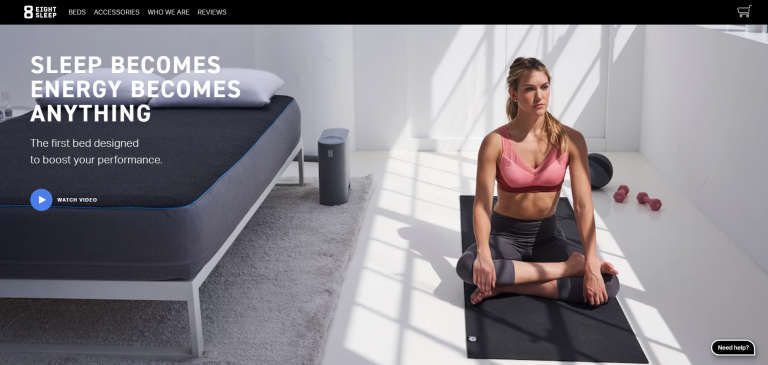 8 EIGHT
SLEEP
BEDS ACCESSORIES WHO WE ARE REVIEWS
SLEEP BECOMES
ENERGY BECOMES
ANYTHING
The first bed designed
to boost your performance.
WATCH VIDEO
8
Need help?